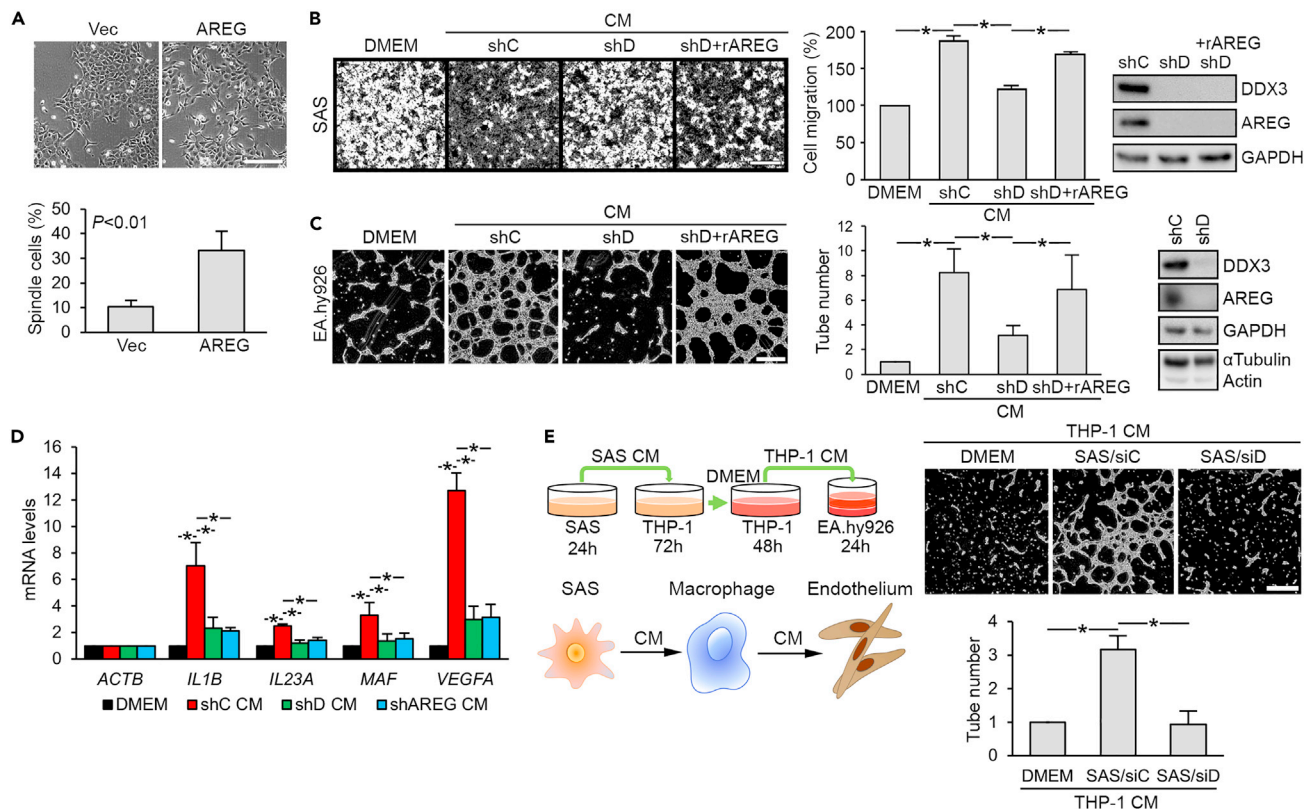 A
Vec AREG
Spindle cells (%)
50
40
30
20
10
0
P<0.01
Vec AREG
B
CM
DMEM shC shD shD+rAREG
SAS
Cell migration (%)
200
150
100
50
0
* * *
DMEM shC shD shD+rAREG
CM
+rAREG
shC shD shD
DDX3
AREG
GAPDH
C
CM
DMEM shC shD shD+rAREG
EA.hy926
Tube number
12
10
8
6
4
2
0
* * *
DMEM shC shD shD+rAREG
CM
shC shD
DDX3
AREG
GAPDH
αTubulin
Actin
D
mRNA levels
16
14
12
10
8
6
4
2
0
* * *
* * *
* * *
* * *
ACTB IL1B IL23A MAF VEGFA
DMEM shC CM shD CM shAREG CM
E
SAS CM THP-1 CM
DMEM
SAS THP-1 THP-1 EA.hy926
24h 72h 48h 24h
SAS Macrophage Endothelium
CM CM
THP-1 CM
DMEM SAS/siC SAS/siD
Tube number
4
3
2
1
0
* *
DMEM SAS/siC SAS/siD
THP-1 CM